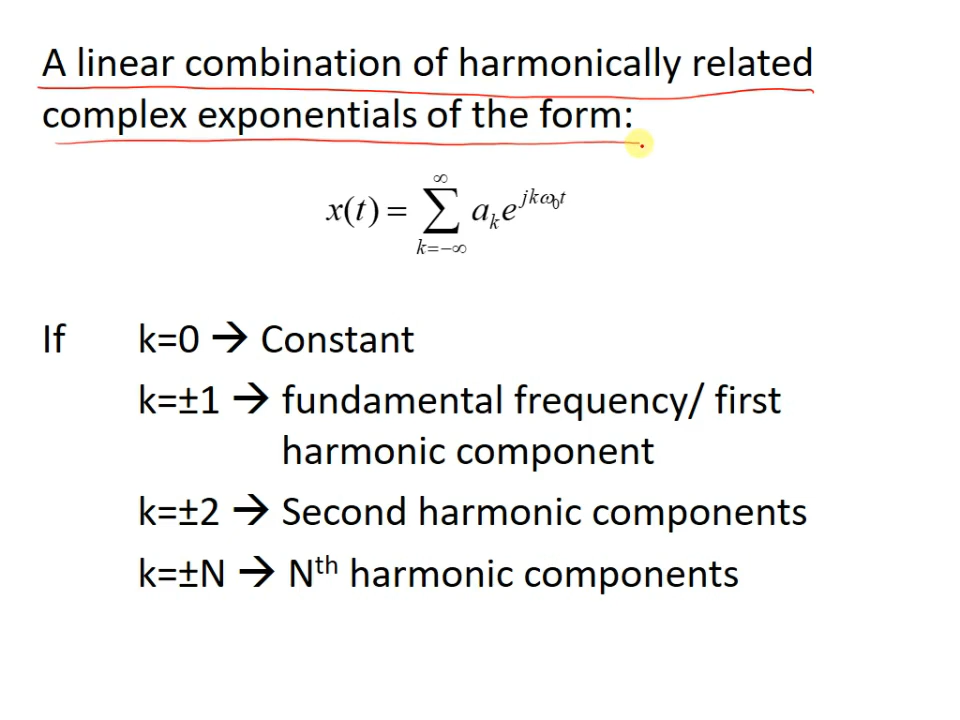 A linear combination of harmonically related
complex exponentials of the form:
x(t) = ∑_{k=-∞}^{∞} a_k e^{jkω_0t}
If k=0 → Constant
k=±1 → fundamental frequency/ first
harmonic component
k=±2 → Second harmonic components
k=±N → Nᵗʰ harmonic components